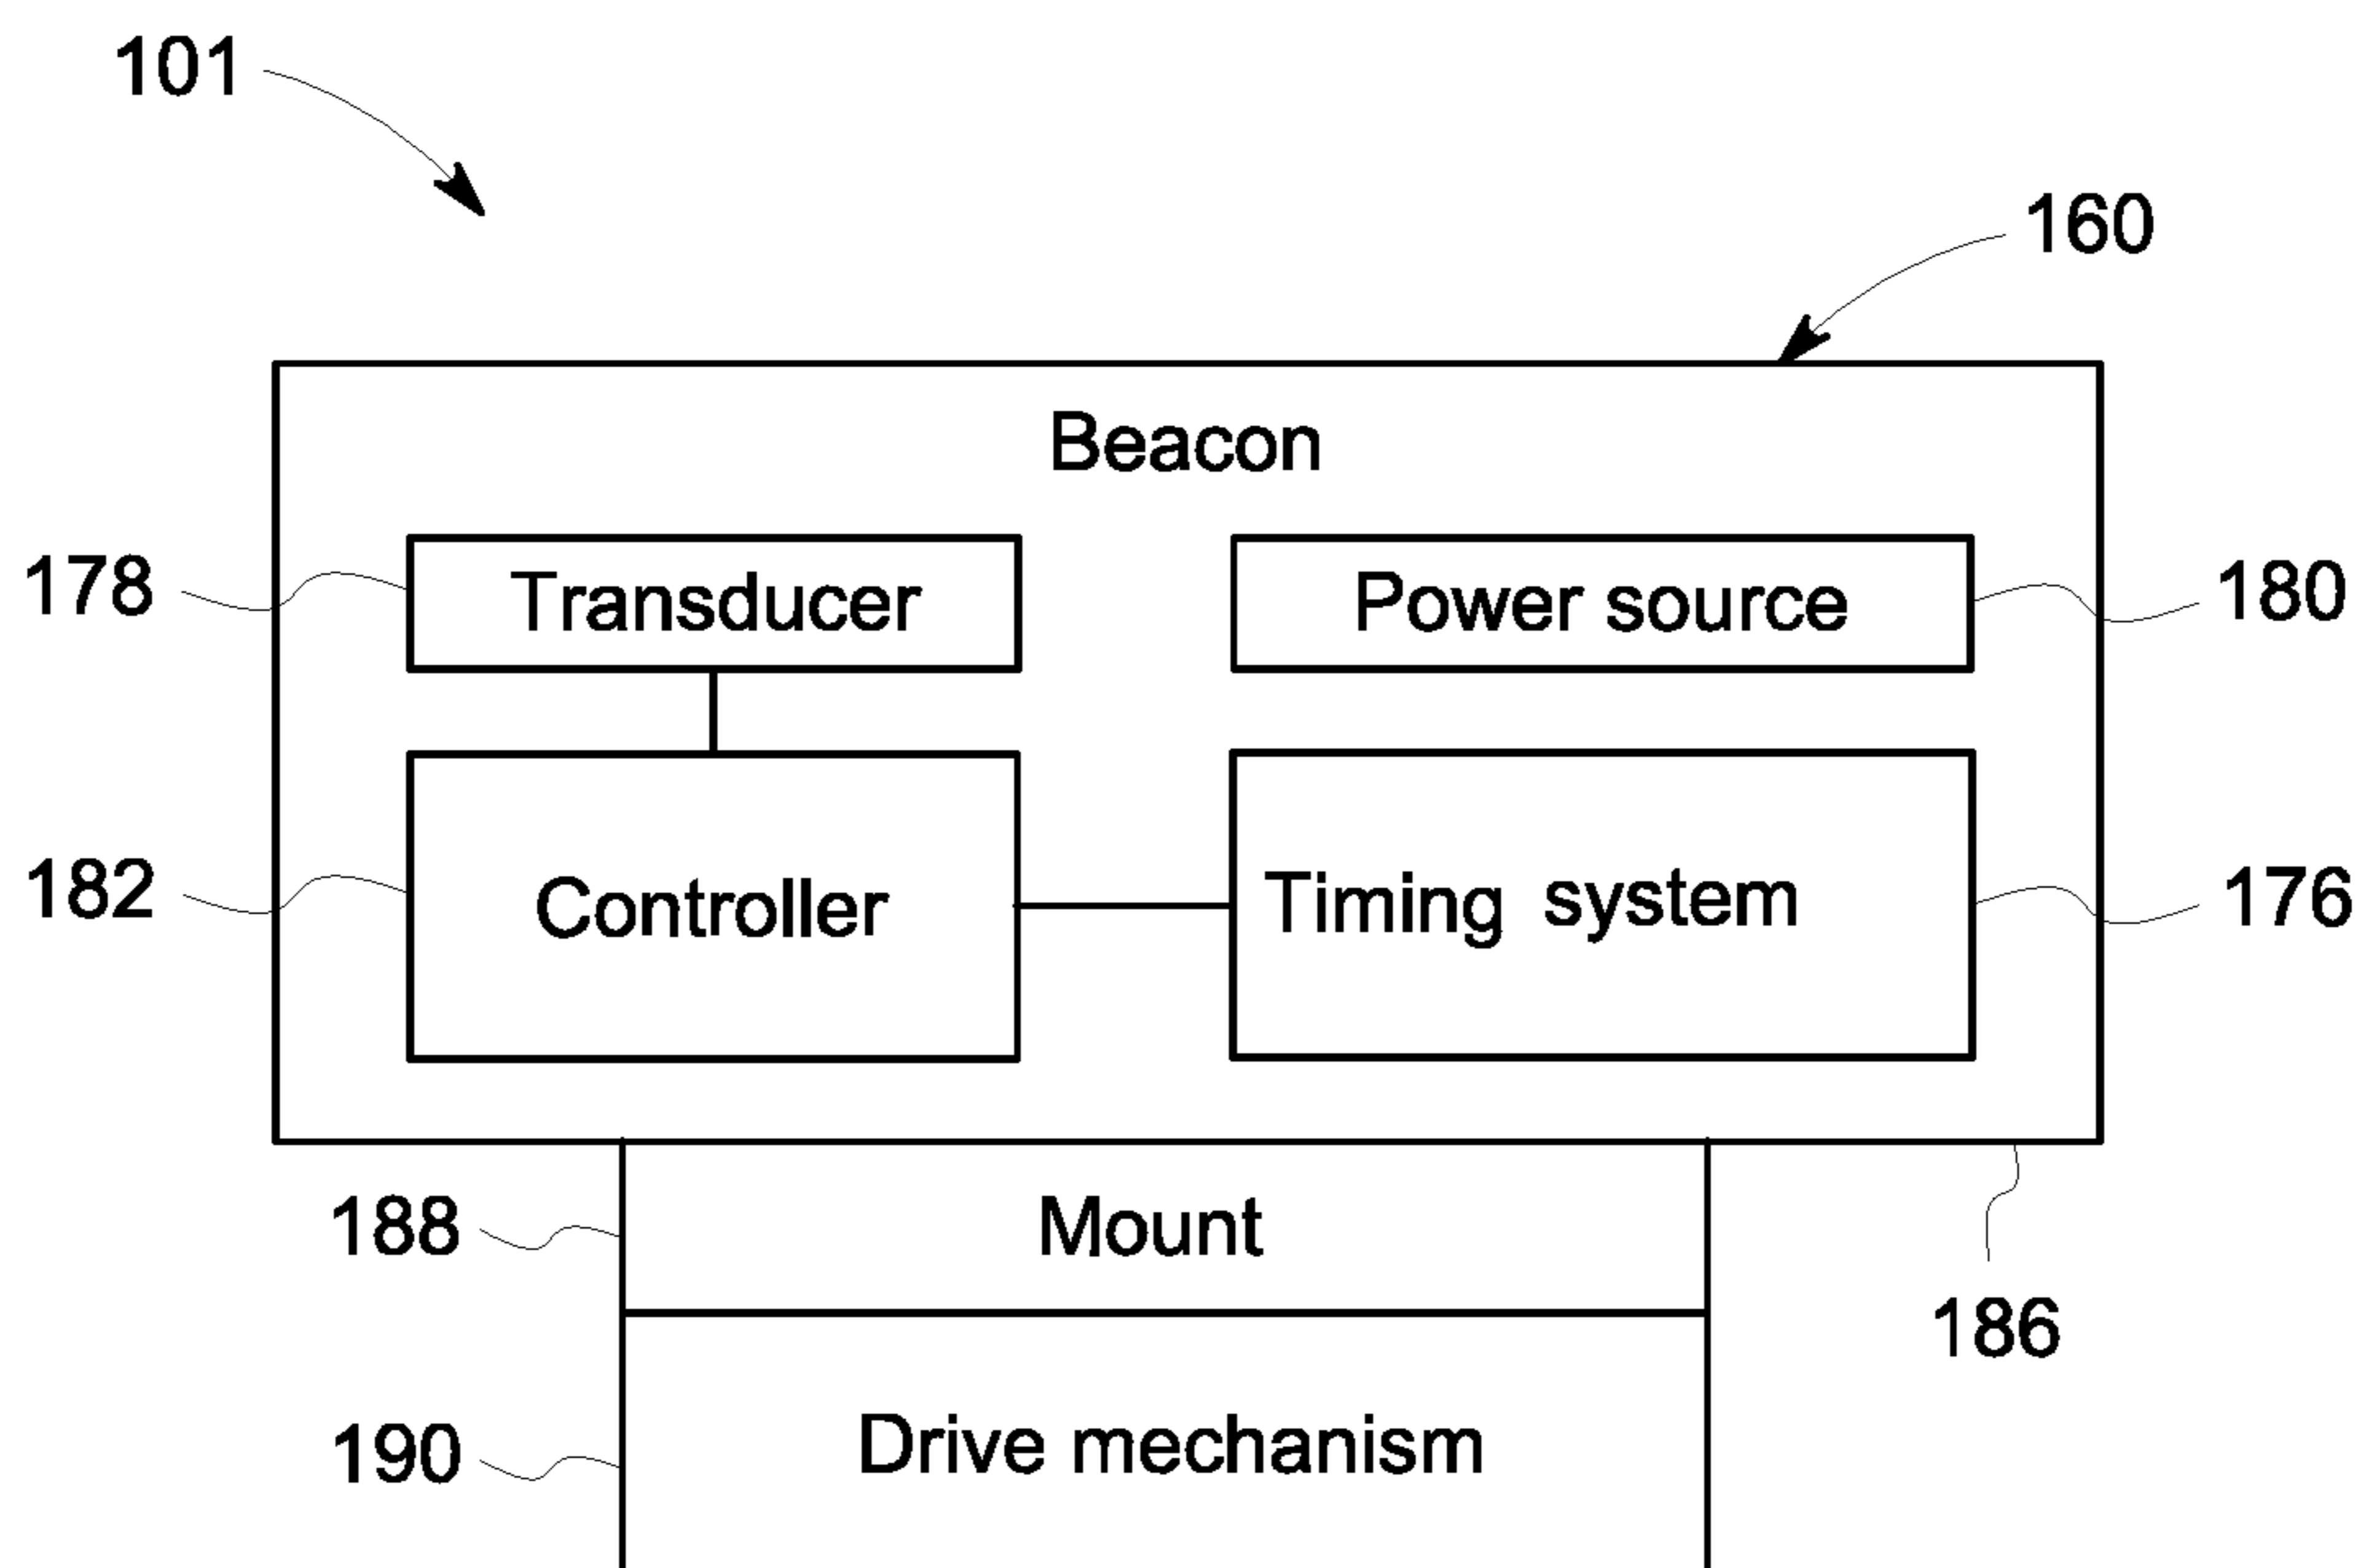 101
160
Beacon
178
Transducer
Power source
180
182
Controller
Timing system
176
188
Mount
186
190
Drive mechanism